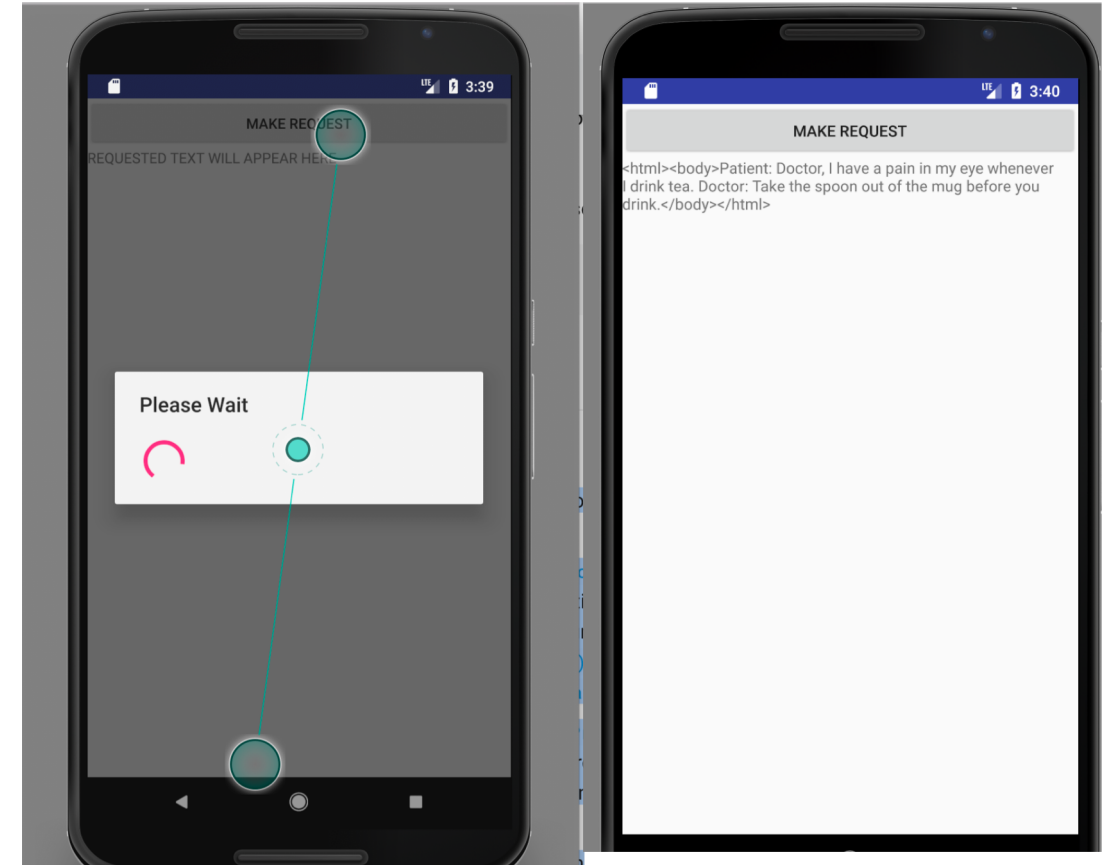 LTE 3:39
MAKE REQUEST
REQUESTED TEXT WILL APPEAR HERE
Please Wait
LTE 3:40
MAKE REQUEST
<html><body>Patient: Doctor, I have a pain in my eye whenever
I drink tea. Doctor: Take the spoon out of the mug before you
drink.</body></html>